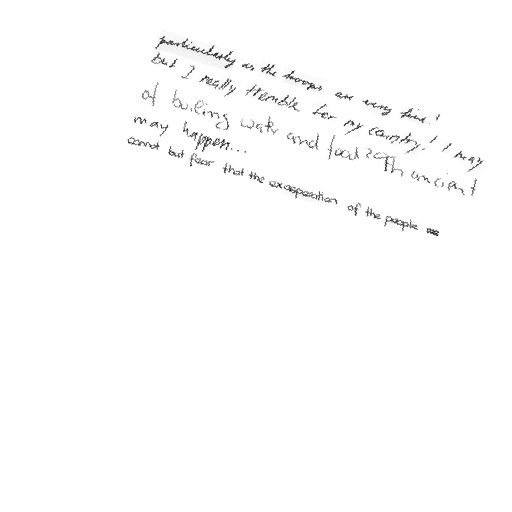 particularly as the troops are very fine. !
but I really tremble for my country. ! I may
of boiling water and food 20Th ancient
may happen...
cannot but fear that the exasperation of the people